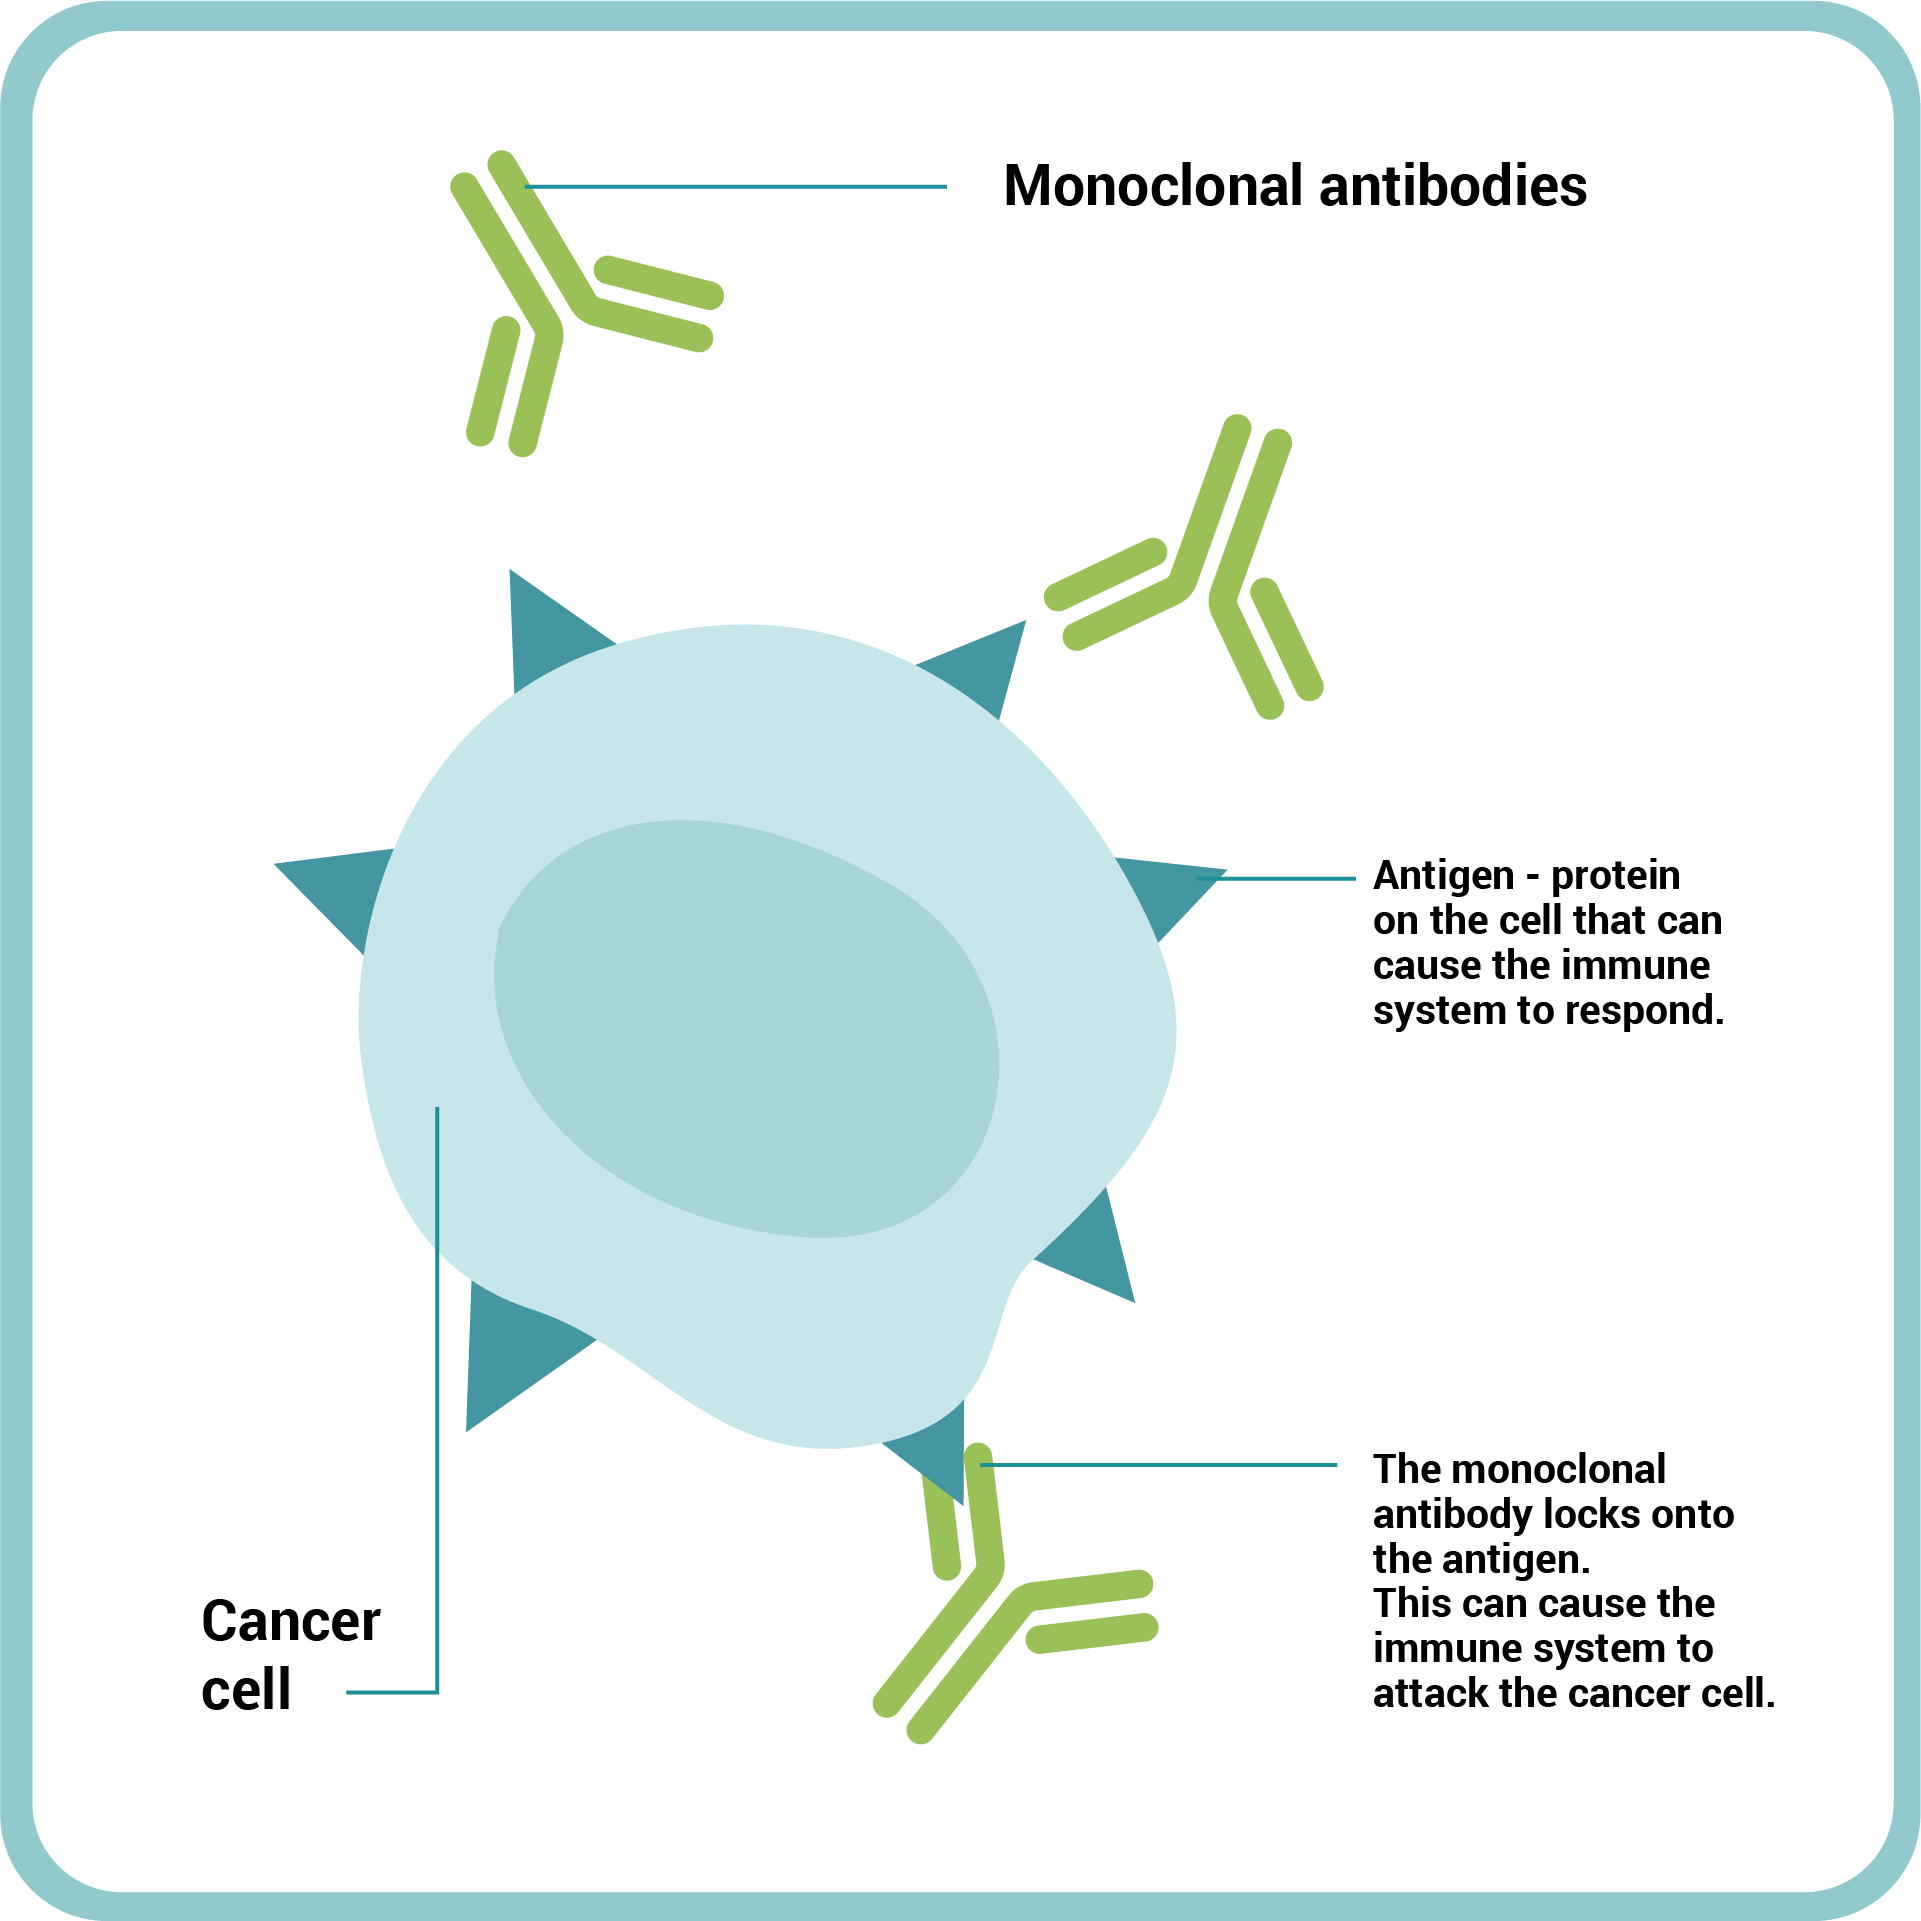 Monoclonal antibodies
Antigen - protein
on the cell that can
cause the immune
system to respond.
The monoclonal
antibody locks onto
the antigen.
This can cause the
immune system to
attack the cancer cell.
Cancer
cell